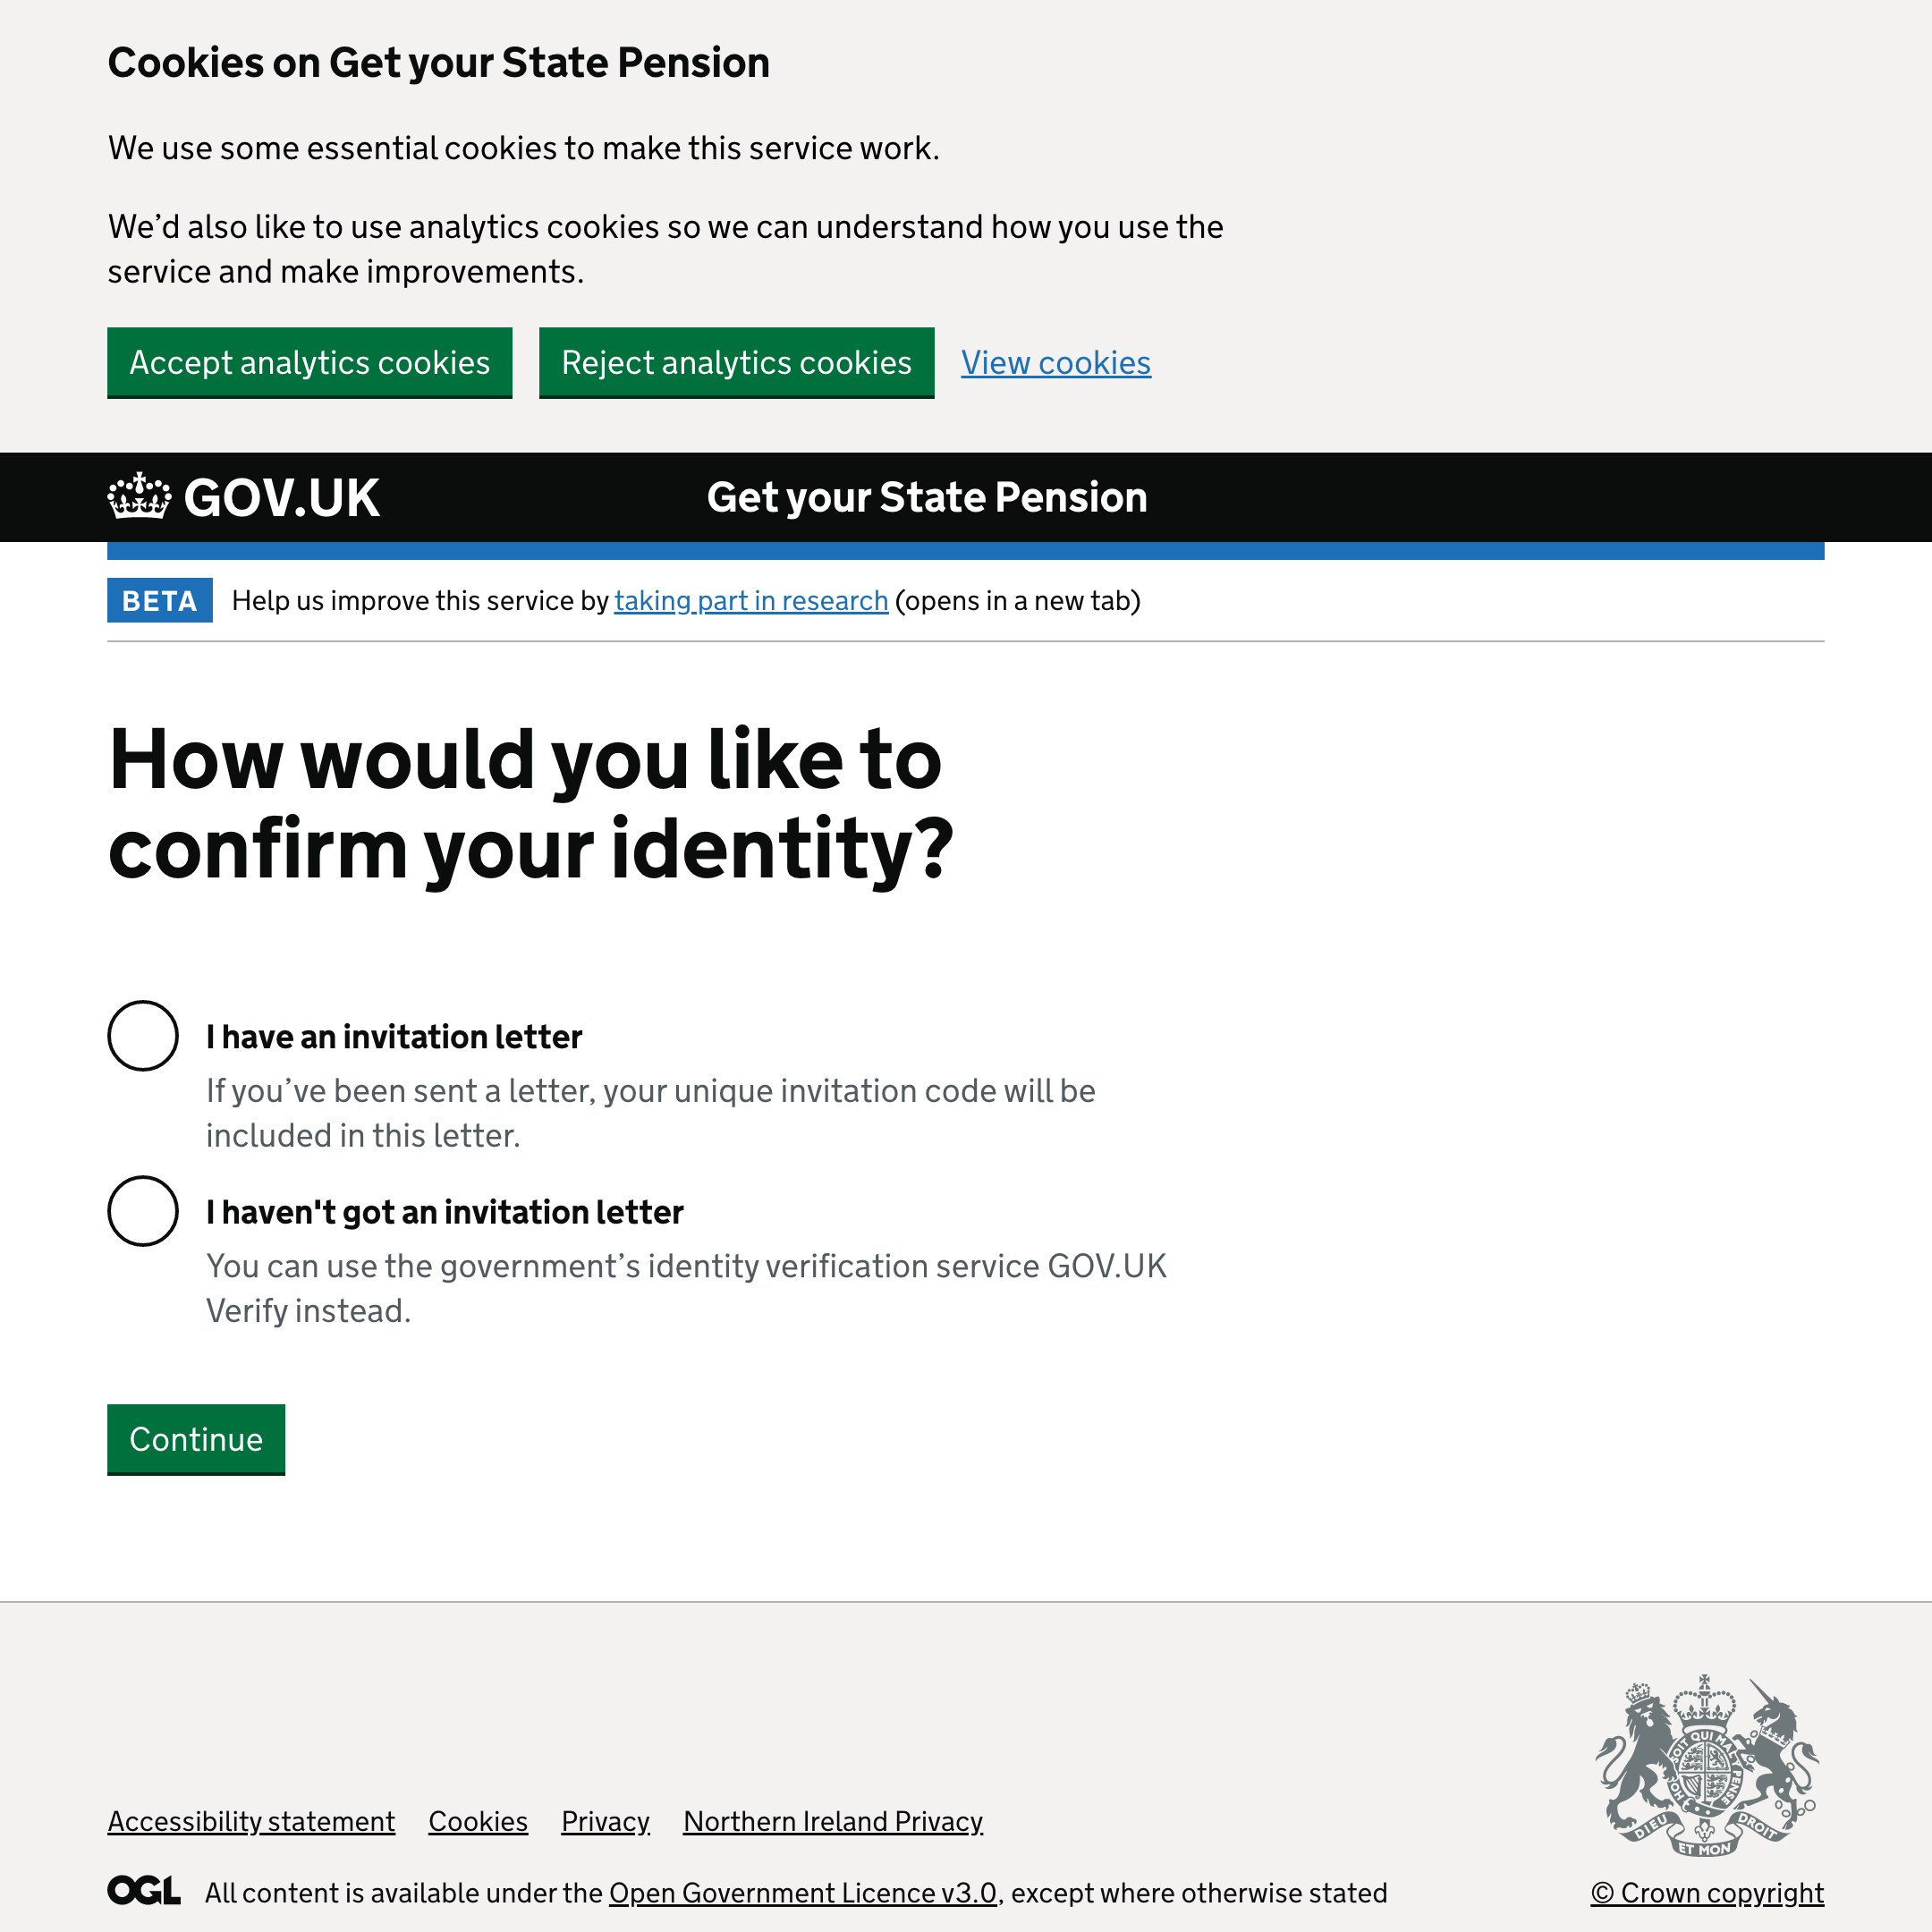 Cookies on Get your State Pension
We use some essential cookies to make this service work.
We’d also like to use analytics cookies so we can understand how you use the
service and make improvements.
Accept analytics cookies Reject analytics cookies View cookies
GOV.UK Get your State Pension
BETA Help us improve this service by taking part in research (opens in a new tab)
How would you like to
confirm your identity?
I have an invitation letter
If you’ve been sent a letter, your unique invitation code will be
included in this letter.
I haven't got an invitation letter
You can use the government’s identity verification service GOV.UK
Verify instead.
Continue
SOIT QUI MAL
PENSE
HON
DIEU ET MON DROIT
Accessibility statement Cookies Privacy Northern Ireland Privacy
OGL All content is available under the Open Government Licence v3.0, except where otherwise stated
© Crown copyright